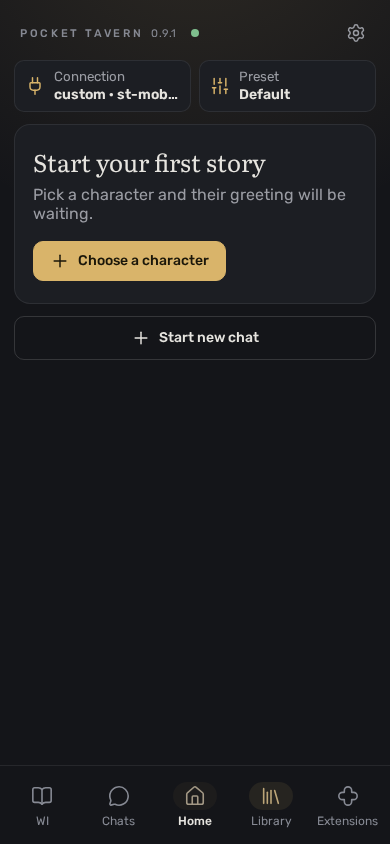 POCKET TAVERN 0.9.1
Connection
custom • st-mob…
Preset
Default
Start your first story
Pick a character and their greeting will be
waiting.
Choose a character
Start new chat
WI
Chats
Home
Library
Extensions